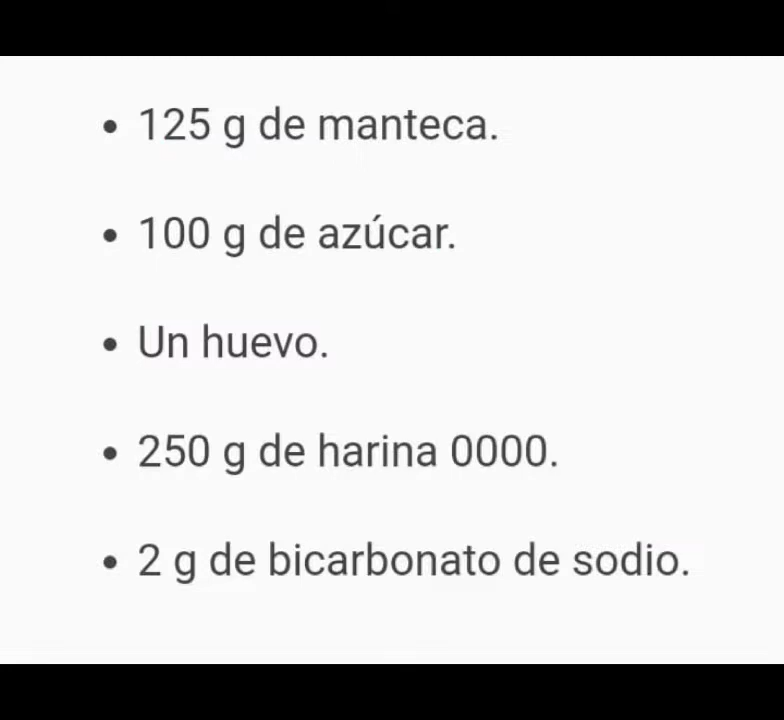 • 125 g de manteca.
• 100 g de azúcar.
• Un huevo.
• 250 g de harina 0000.
• 2 g de bicarbonato de sodio.